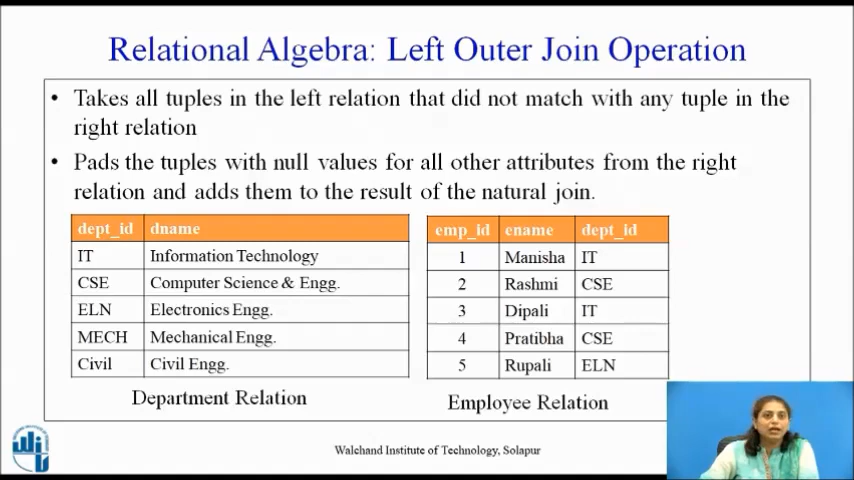 Relational Algebra: Left Outer Join Operation
• Takes all tuples in the left relation that did not match with any tuple in the
right relation
• Pads the tuples with null values for all other attributes from the right
relation and adds them to the result of the natural join.
dept_id dname
IT Information Technology
CSE Computer Science & Engg.
ELN Electronics Engg.
MECH Mechanical Engg.
Civil Civil Engg.
Department Relation
emp_id ename dept_id
1 Manisha IT
2 Rashmi CSE
3 Dipali IT
4 Pratibha CSE
5 Rupali ELN
Employee Relation
Walchand Institute of Technology, Solapur